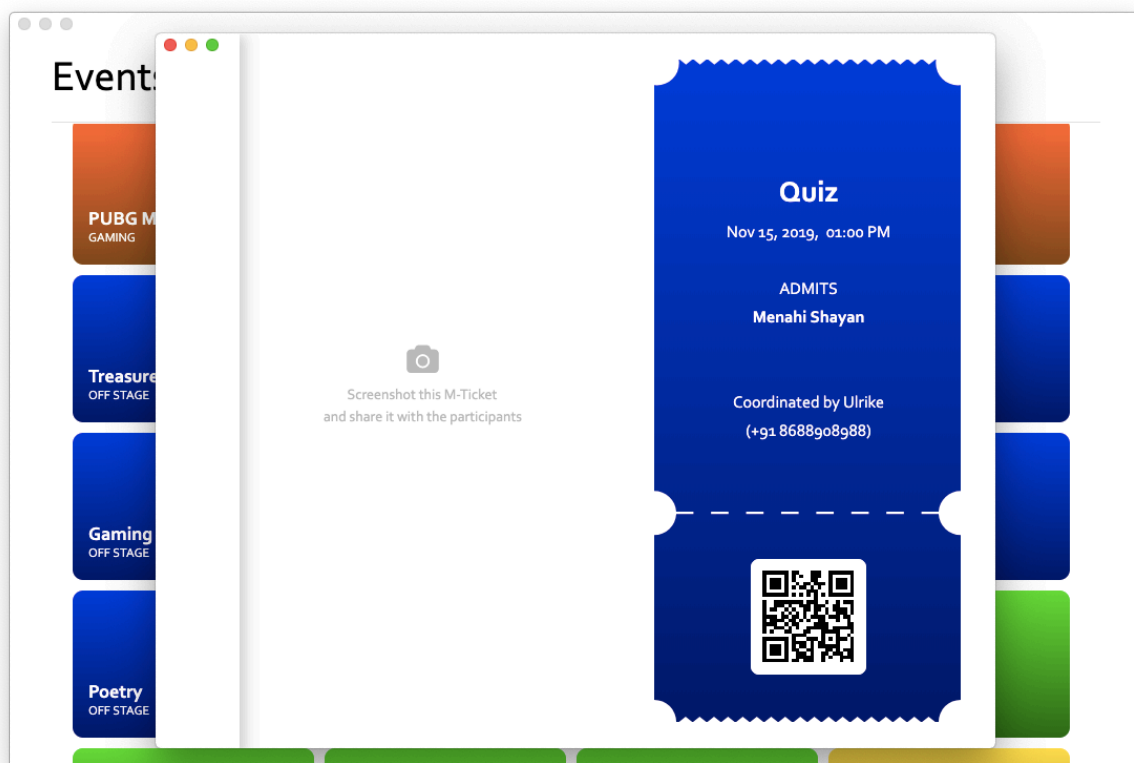 Events
PUBG M
GAMING
Treasure
OFF STAGE
Gaming
OFF STAGE
Poetry
OFF STAGE
Screenshot this M-Ticket
and share it with the participants
Quiz
Nov 15, 2019, 01:00 PM
ADMITS
Menahi Shayan
Coordinated by Ulrike
(+91 8688908988)